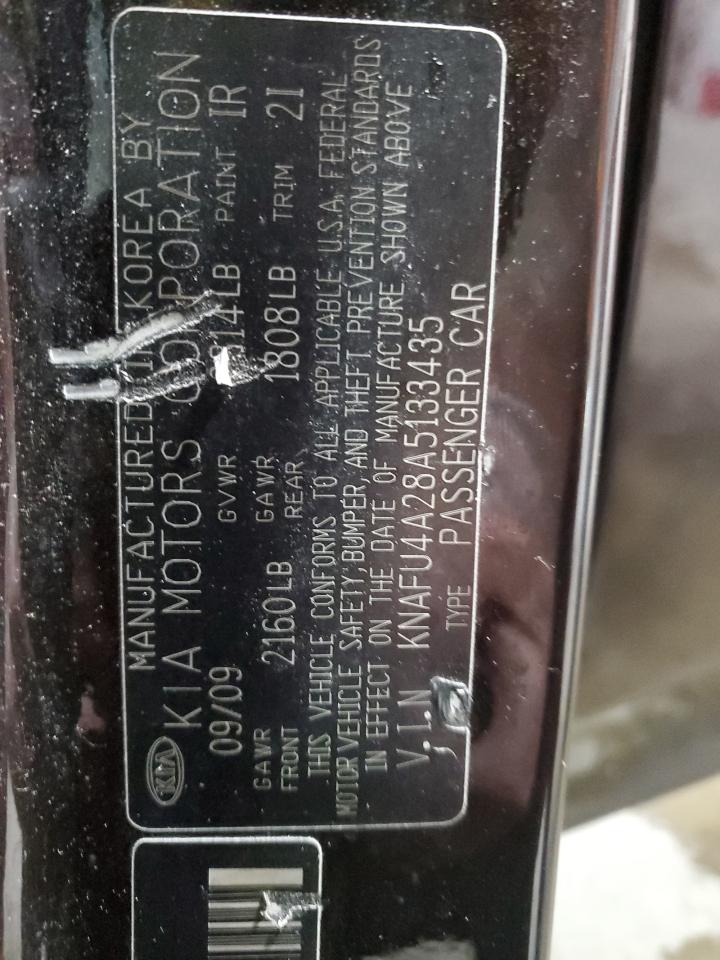 KIA MANUFACTURED IN KOREA BY
KIA MOTORS CORPORATION
09/09 GVWR 814LB PAINT IR
GAWR FRONT 2160LB GAWR REAR 1808LB TRIM 2I
THIS VEHICLE CONFORMS TO ALL APPLICABLE U.S.A. FEDERAL
MOTOR VEHICLE SAFETY, BUMPER, AND THEFT PREVENTION STANDARDS
IN EFFECT ON THE DATE OF MANUFACTURE SHOWN ABOVE
V.I.N KNAFU4A28A5133435
TYPE PASSENGER CAR